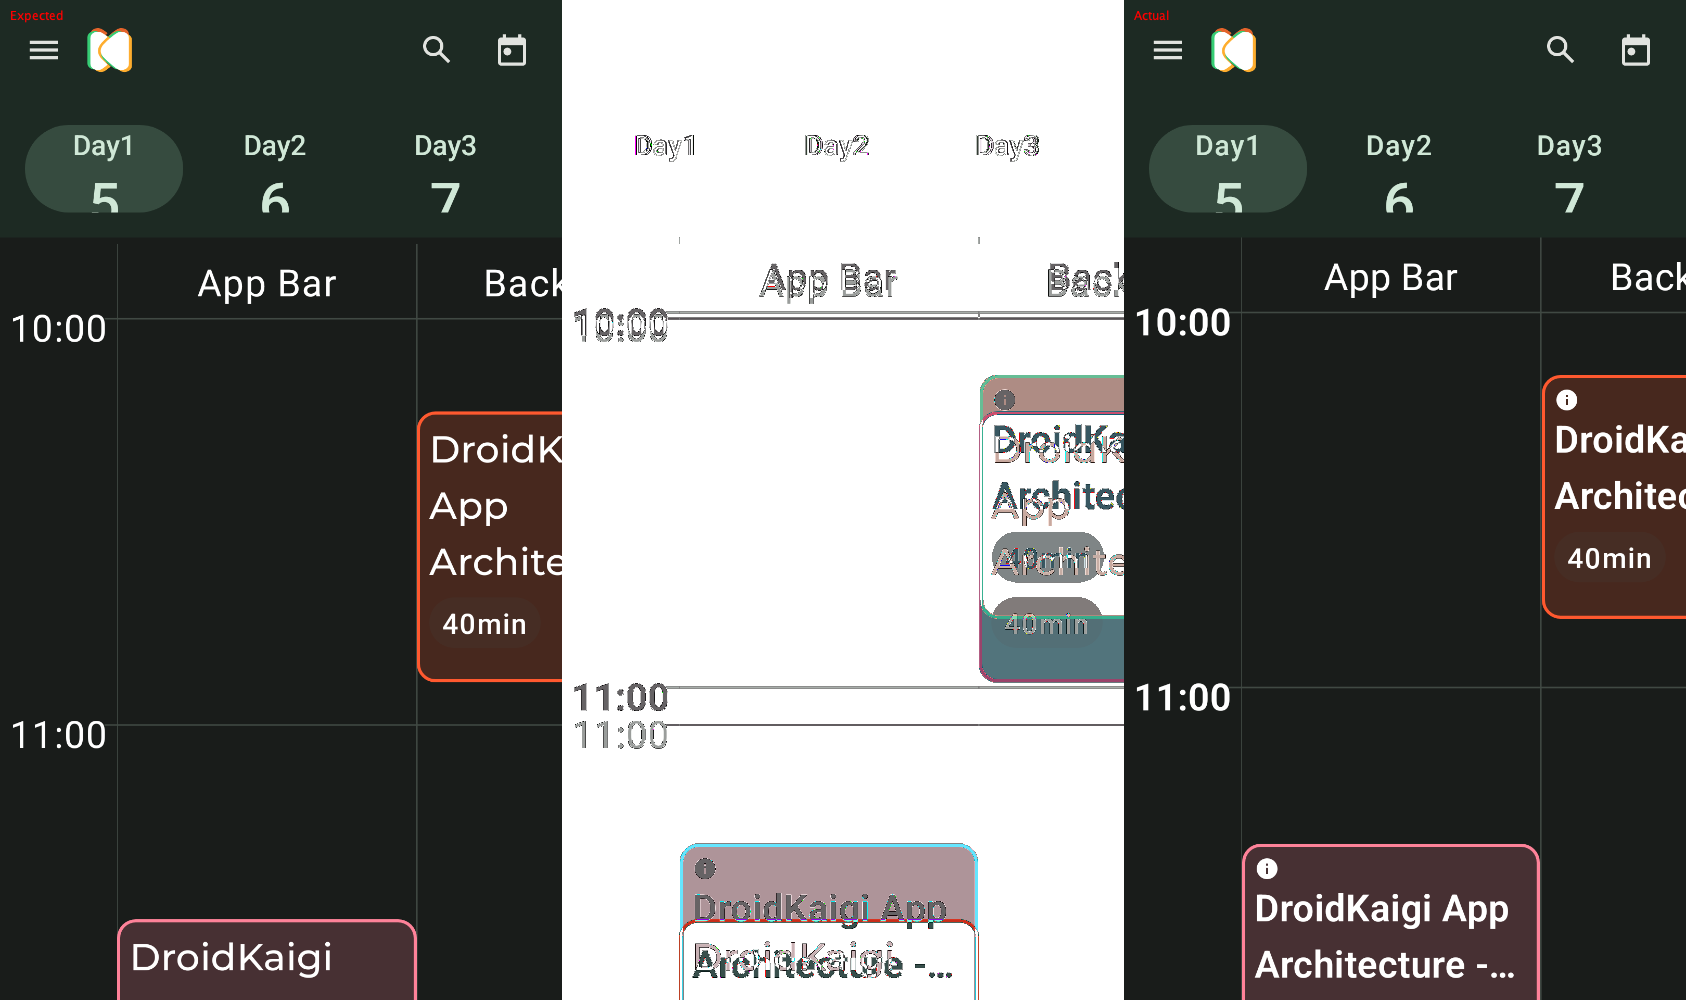 Expected
Day1 Day2 Day3
5 6 7
App Bar Back
10:00
DroidK
App
Archite
40min
11:00
DroidKaigi
Day1 Day2 Day3
App Bar Back
10:00
DroidKa
Architec
App
40min
Archite
40min
11:00
11:00
DroidKaigi App
DroidKaigi
Architecture -...
Actual
Day1 Day2 Day3
5 6 7
App Bar Back
10:00
DroidKa
Architec
40min
11:00
DroidKaigi App
Architecture -...